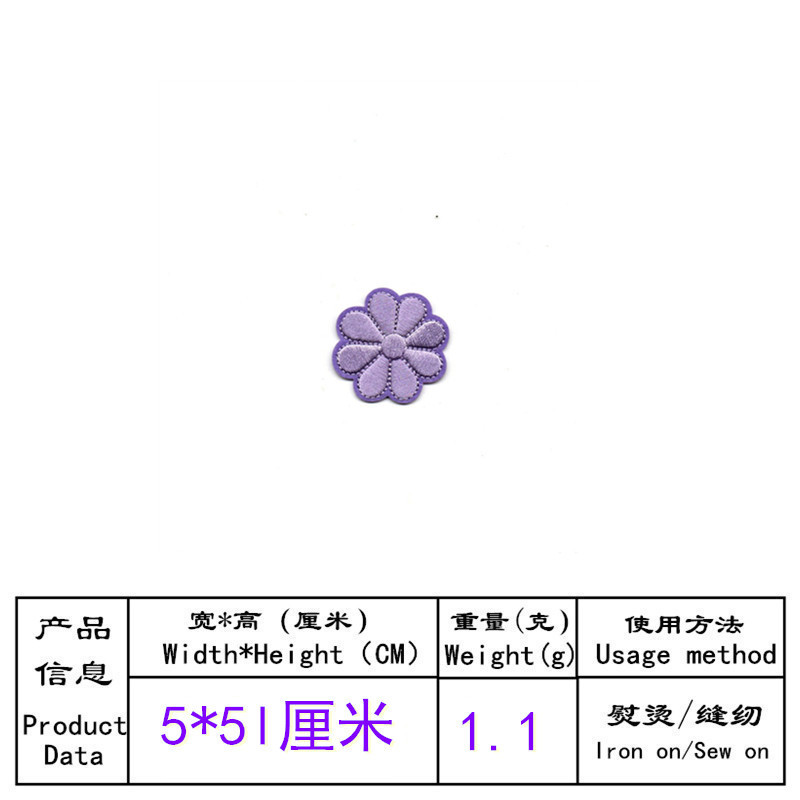 产品
信息
Product
Data
宽*高 (厘米)
Width*Height (CM)
重量(克)
Weight(g)
使用方法
Usage method
5*5l厘米
1.1
熨烫/缝纫
Iron on/Sew on